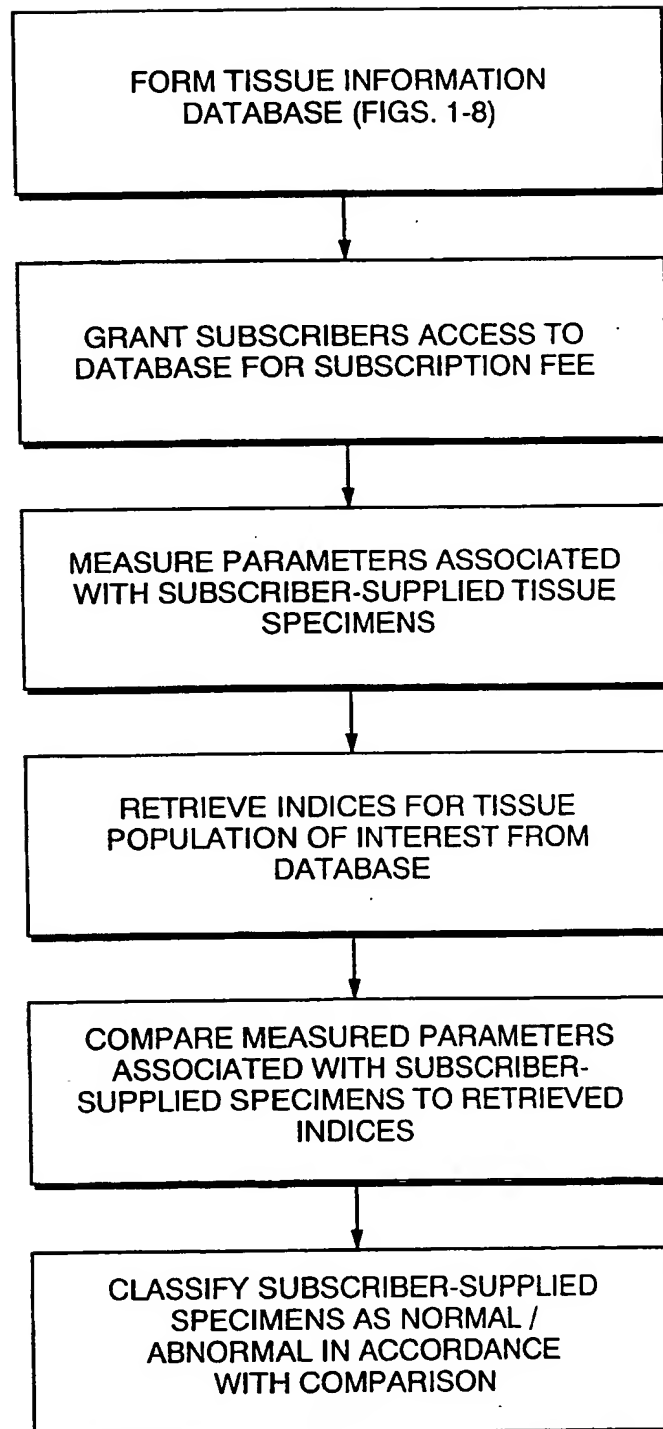 FORM TISSUE INFORMATION
DATABASE (FIGS. 1-8)
GRANT SUBSCRIBERS ACCESS TO
DATABASE FOR SUBSCRIPTION FEE
MEASURE PARAMETERS ASSOCIATED
WITH SUBSCRIBER-SUPPLIED TISSUE
SPECIMENS
RETRIEVE INDICES FOR TISSUE
POPULATION OF INTEREST FROM
DATABASE
COMPARE MEASURED PARAMETERS
ASSOCIATED WITH SUBSCRIBER-
SUPPLIED SPECIMENS TO RETRIEVED
INDICES
CLASSIFY SUBSCRIBER-SUPPLIED
SPECIMENS AS NORMAL /
ABNORMAL IN ACCORDANCE
WITH COMPARISON